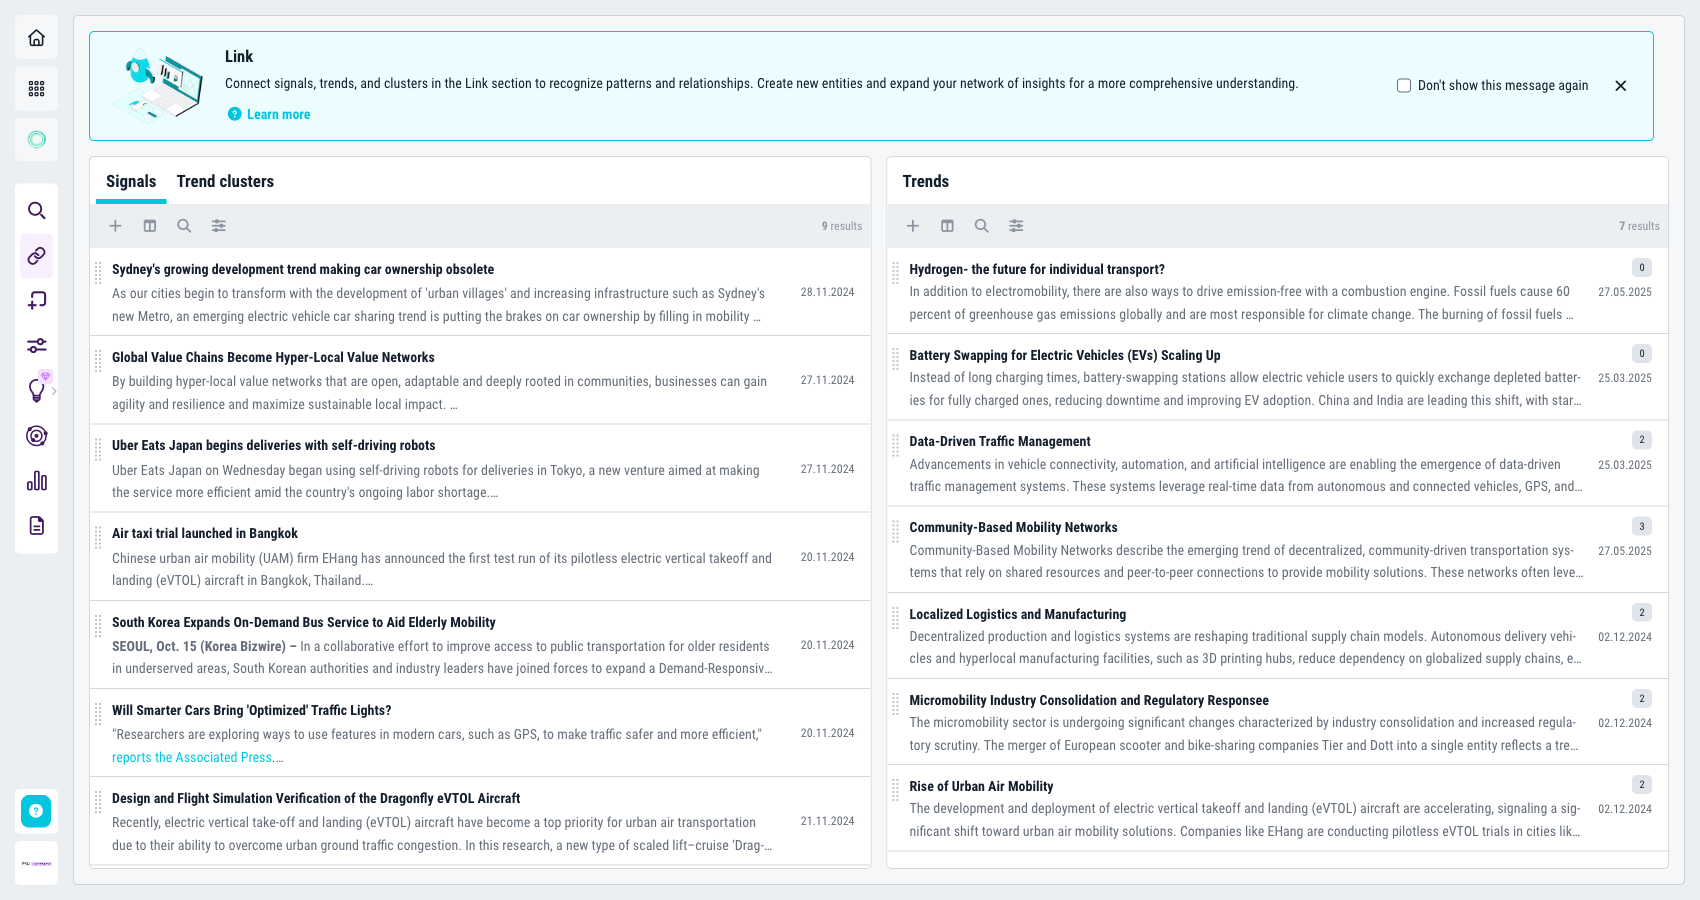 Link
Connect signals, trends, and clusters in the Link section to recognize patterns and relationships. Create new entities and expand your network of insights for a more comprehensive understanding.
Learn more
Don't show this message again
Signals
Trend clusters
9 results
Sydney's growing development trend making car ownership obsolete
As our cities begin to transform with the development of 'urban villages' and increasing infrastructure such as Sydney's
new Metro, an emerging electric vehicle car sharing trend is putting the brakes on car ownership by filling in mobility …
28.11.2024
Global Value Chains Become Hyper-Local Value Networks
By building hyper-local value networks that are open, adaptable and deeply rooted in communities, businesses can gain
agility and resilience and maximize sustainable local impact. …
27.11.2024
Uber Eats Japan begins deliveries with self-driving robots
Uber Eats Japan on Wednesday began using self-driving robots for deliveries in Tokyo, a new venture aimed at making
the service more efficient amid the country's ongoing labor shortage.…
27.11.2024
Air taxi trial launched in Bangkok
Chinese urban air mobility (UAM) firm EHang has announced the first test run of its pilotless electric vertical takeoff and
landing (eVTOL) aircraft in Bangkok, Thailand.…
20.11.2024
South Korea Expands On-Demand Bus Service to Aid Elderly Mobility
SEOUL, Oct. 15 (Korea Bizwire) – In a collaborative effort to improve access to public transportation for older residents
in underserved areas, South Korean authorities and industry leaders have joined forces to expand a Demand-Responsiv…
20.11.2024
Will Smarter Cars Bring 'Optimized' Traffic Lights?
"Researchers are exploring ways to use features in modern cars, such as GPS, to make traffic safer and more efficient,"
reports the Associated Press.…
20.11.2024
Design and Flight Simulation Verification of the Dragonfly eVTOL Aircraft
Recently, electric vertical take-off and landing (eVTOL) aircraft have become a top priority for urban air transportation
due to their ability to overcome urban ground traffic congestion. In this research, a new type of scaled lift–cruise 'Drag-…
21.11.2024
Trends
7 results
Hydrogen- the future for individual transport?
0
In addition to electromobility, there are also ways to drive emission-free with a combustion engine. Fossil fuels cause 60
percent of greenhouse gas emissions globally and are most responsible for climate change. The burning of fossil fuels …
27.05.2025
Battery Swapping for Electric Vehicles (EVs) Scaling Up
0
Instead of long charging times, battery-swapping stations allow electric vehicle users to quickly exchange depleted batter-
ies for fully charged ones, reducing downtime and improving EV adoption. China and India are leading this shift, with star…
25.03.2025
Data-Driven Traffic Management
2
Advancements in vehicle connectivity, automation, and artificial intelligence are enabling the emergence of data-driven
traffic management systems. These systems leverage real-time data from autonomous and connected vehicles, GPS, and…
25.03.2025
Community-Based Mobility Networks
3
Community-Based Mobility Networks describe the emerging trend of decentralized, community-driven transportation sys-
tems that rely on shared resources and peer-to-peer connections to provide mobility solutions. These networks often leve…
27.05.2025
Localized Logistics and Manufacturing
2
Decentralized production and logistics systems are reshaping traditional supply chain models. Autonomous delivery vehi-
cles and hyperlocal manufacturing facilities, such as 3D printing hubs, reduce dependency on globalized supply chains, e…
02.12.2024
Micromobility Industry Consolidation and Regulatory Responsee
2
The micromobility sector is undergoing significant changes characterized by industry consolidation and increased regula-
tory scrutiny. The merger of European scooter and bike-sharing companies Tier and Dott into a single entity reflects a tre…
02.12.2024
Rise of Urban Air Mobility
2
The development and deployment of electric vertical takeoff and landing (eVTOL) aircraft are accelerating, signaling a sig-
nificant shift toward urban air mobility solutions. Companies like EHang are conducting pilotless eVTOL trials in cities lik…
02.12.2024